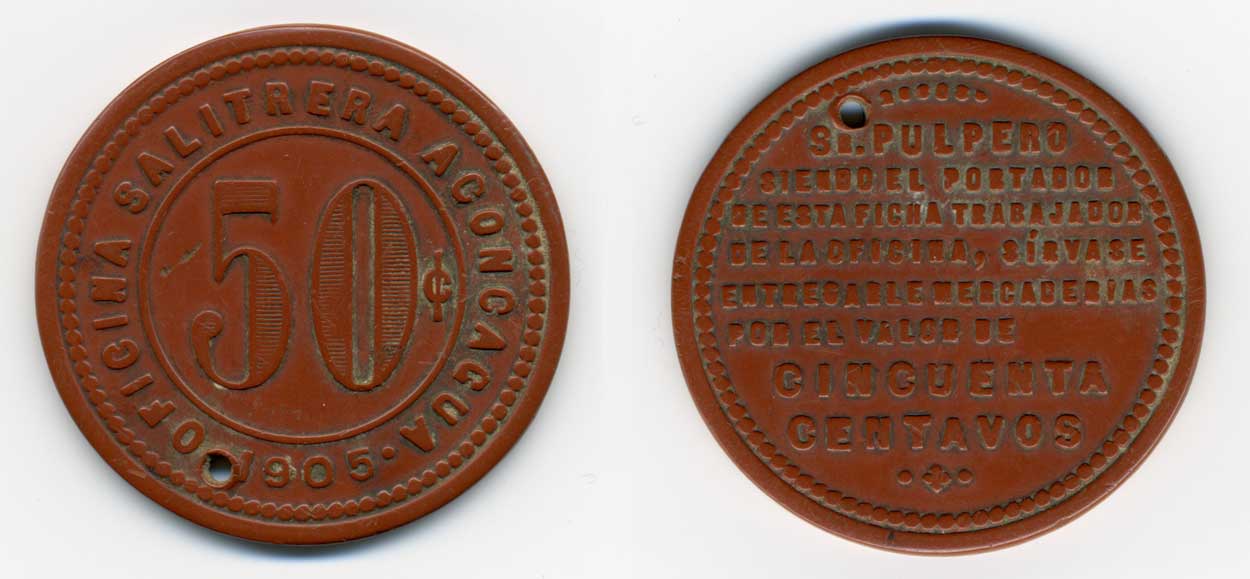 OFICINA SALITRERA ACONCAGUA
50
₵
1905
SR. PULPERO
SIENDO EL PORTADOR
DE ESTA FICHA TRABAJADOR
DE LA OFICINA, SÍRVASE
ENTREGARLE MERCADERIAS
POR EL VALOR DE
CINCUENTA
CENTAVOS